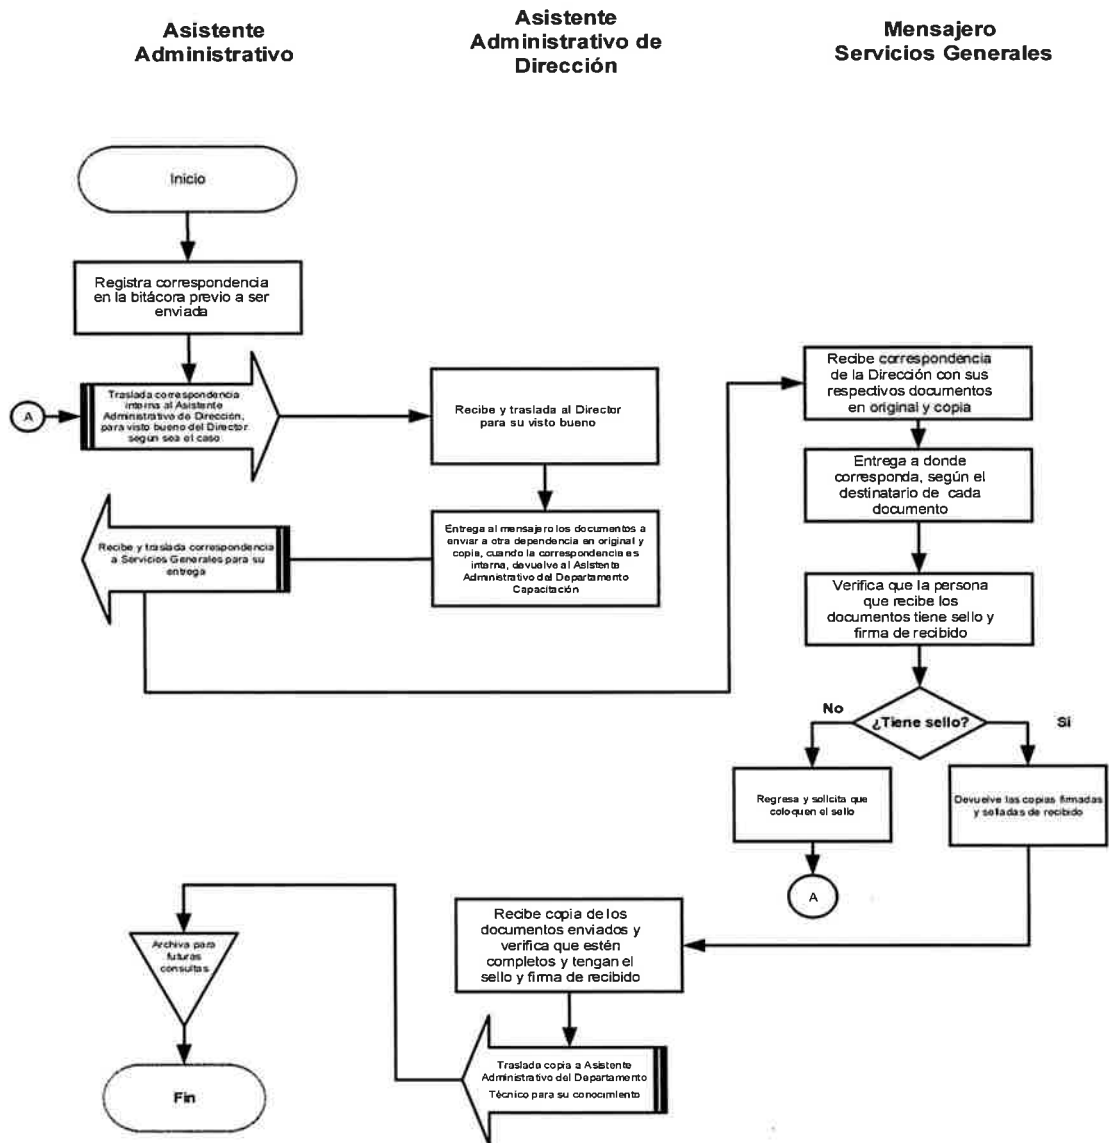 Asistente
Administrativo
Asistente
Administrativo de
Dirección
Mensajero
Servicios Generales
Inicio
Registra correspondencia
en la bitácora previo a ser
enviada
A
Traslada correspondencia
interna al Asistente
Administrativo de Dirección,
para visto bueno del Director
según sea el caso
Recibe y traslada al Director
para su visto bueno
Recibe correspondencia
de la Dirección con sus
respectivos documentos
en original y copia
Entrega a donde
corresponda, según el
destinatario de cada
documento
Recibe y traslada correspondencia
a Servicios Generales para su
entrega
Entrega al mensajero los documentos a
enviar a otra dependencia en original y
copia, cuando la correspondencia es
interna, devuelve al Asistente
Administrativo del Departamento
Capacitación
Verifica que la persona
que recibe los
documentos tiene sello y
firma de recibido
No
¿Tiene sello?
Si
Regresa y solicita que
coloquen el sello
Devuelve las copias firmadas
y selladas de recibido
A
Recibe copia de los
documentos enviados y
verifica que estén
completos y tengan el
sello y firma de recibido
Archiva para
futuras
consultas
Traslada copia a Asistente
Administrativo del Departamento
Técnico para su conocimiento
Fin